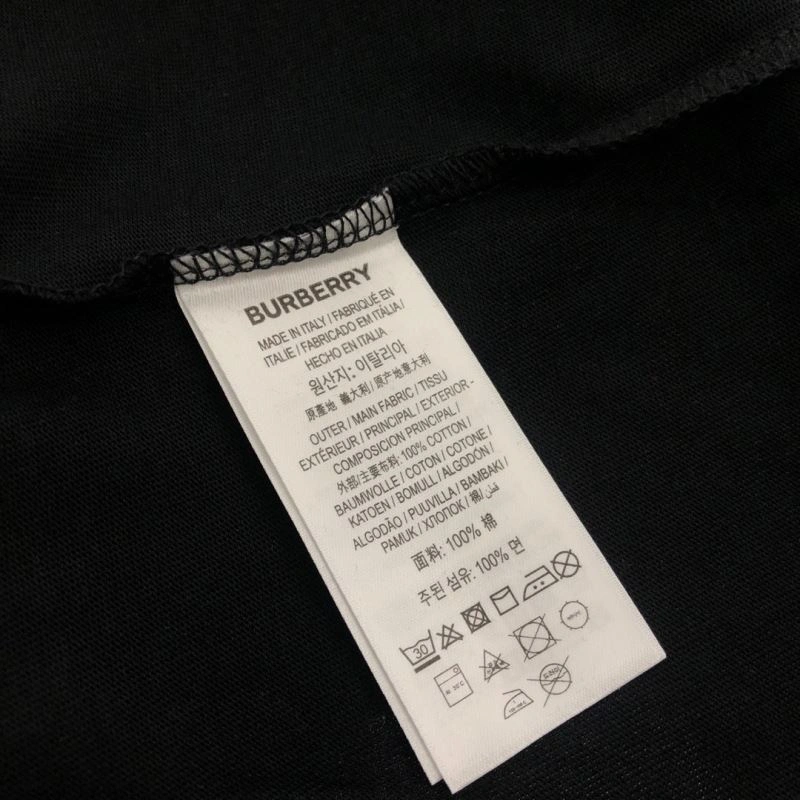 BURBERRY
MADE IN ITALY / FABRIQUÉ EN
ITALIE / FABRICADO EM ITÁLIA /
HECHO EN ITALIA
원산지: 이탈리아
原產地 義大利 / 原产地意大利
OUTER / MAIN FABRIC / TISSU
EXTÉRIEUR / PRINCIPAL / EXTERIOR -
COMPOSICION PRINCIPAL /
外部/主要布料: 100% COTTON /
BAUMWOLLE / COTON / COTONE /
KATOEN / BOMULL / ALGODÓN /
ALGODÃO / PUUVILLA / BAMBAKI /
PAMUK / ХЛОПОК / 棉/ قطن
面料: 100% 棉
주된 섬유: 100% 면
30
약 30°C